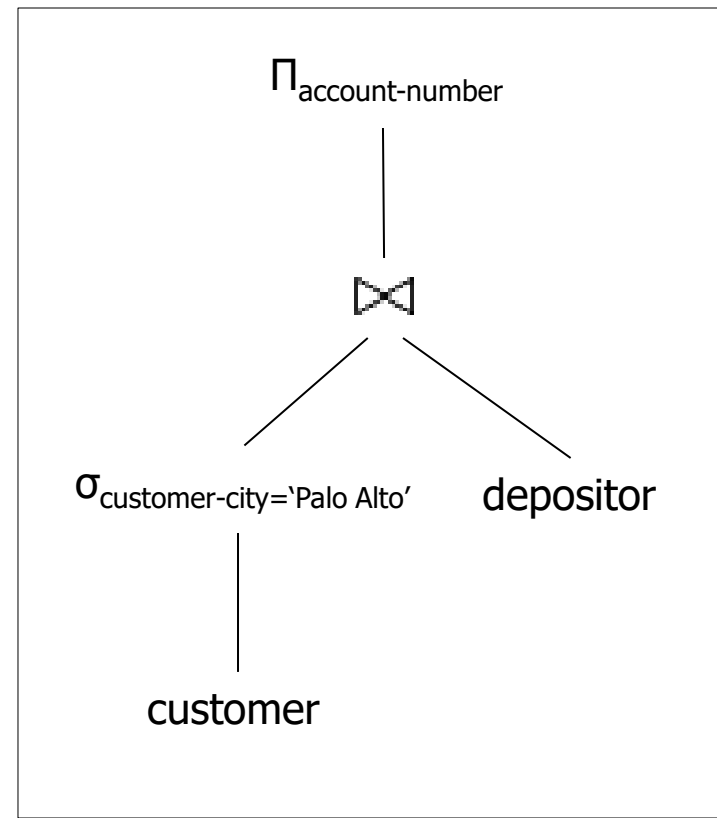 Πaccount-number
⋈
σcustomer-city=‘Palo Alto’ depositor
customer